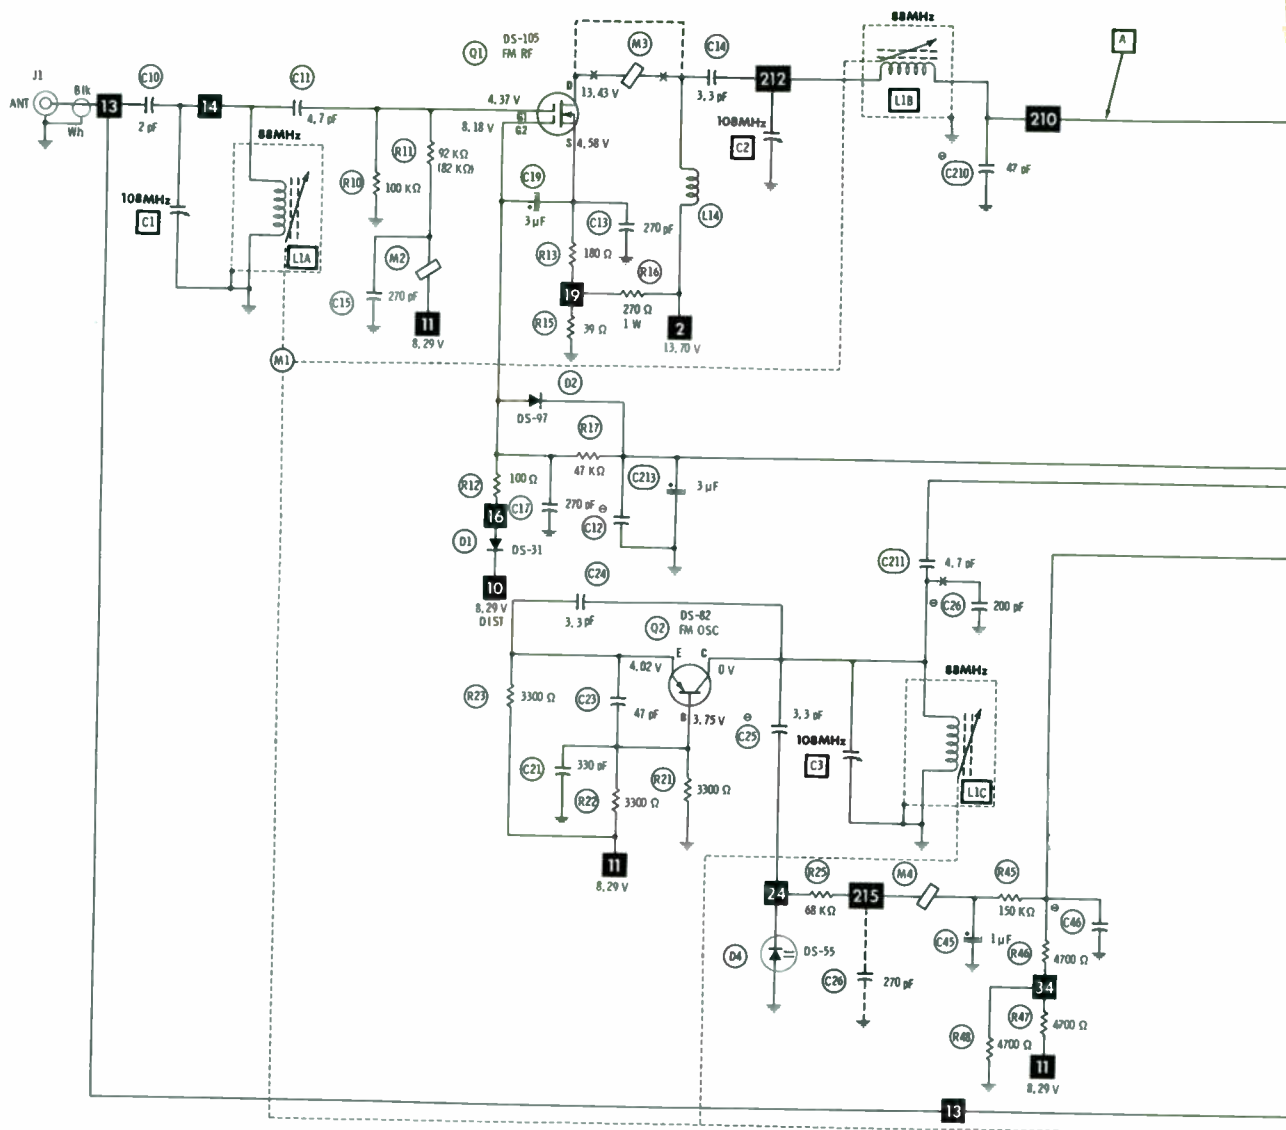 88MHz
DS-105
FM RF
Q1
M3
C14
A
J1
C10
C11
D
Blk
13,43 V
212
L1B
ANT
13
14
4,37 V
G1
3,3 pF
108MHz
210
Wh
2 pF
4,7 pF
8,18 V
G2
C2
88MHz
R11
92 KΩ
(82 KΩ)
S
4,58 V
⊖
C210
47 pF
R10
100 KΩ
C19
108MHz
C1
3 µF
C13
270 pF
L14
L1A
M2
R13
180 Ω
R16
C15
270 pF
19
270 Ω
1 W
11
R15
39 Ω
2
8,29 V
13,70 V
M1
D2
DS-97
R17
47 KΩ
C213
R12
100 Ω
3 µF
C17
270 pF
⊖
16
C12
D1
DS-31
C211
4,7 pF
C24
10
⊖
C26
200 pF
8,29 V
DIST
3,3 pF
DS-82
FM OSC
Q2
E
C
4,02 V
0 V
88MHz
R23
3300 Ω
C23
47 pF
B
3,75 V
⊖
C25
3,3 pF
108MHz
C3
C21
330 pF
R21
R22
3300 Ω
3300 Ω
L1C
11
8,29 V
R25
M4
R45
24
215
68 KΩ
150 KΩ
⊖
C46
D4
DS-55
C45
1µF
R46
4700 Ω
C26
270 pF
34
R47
4700 Ω
R48
4700 Ω
11
8,29 V
13